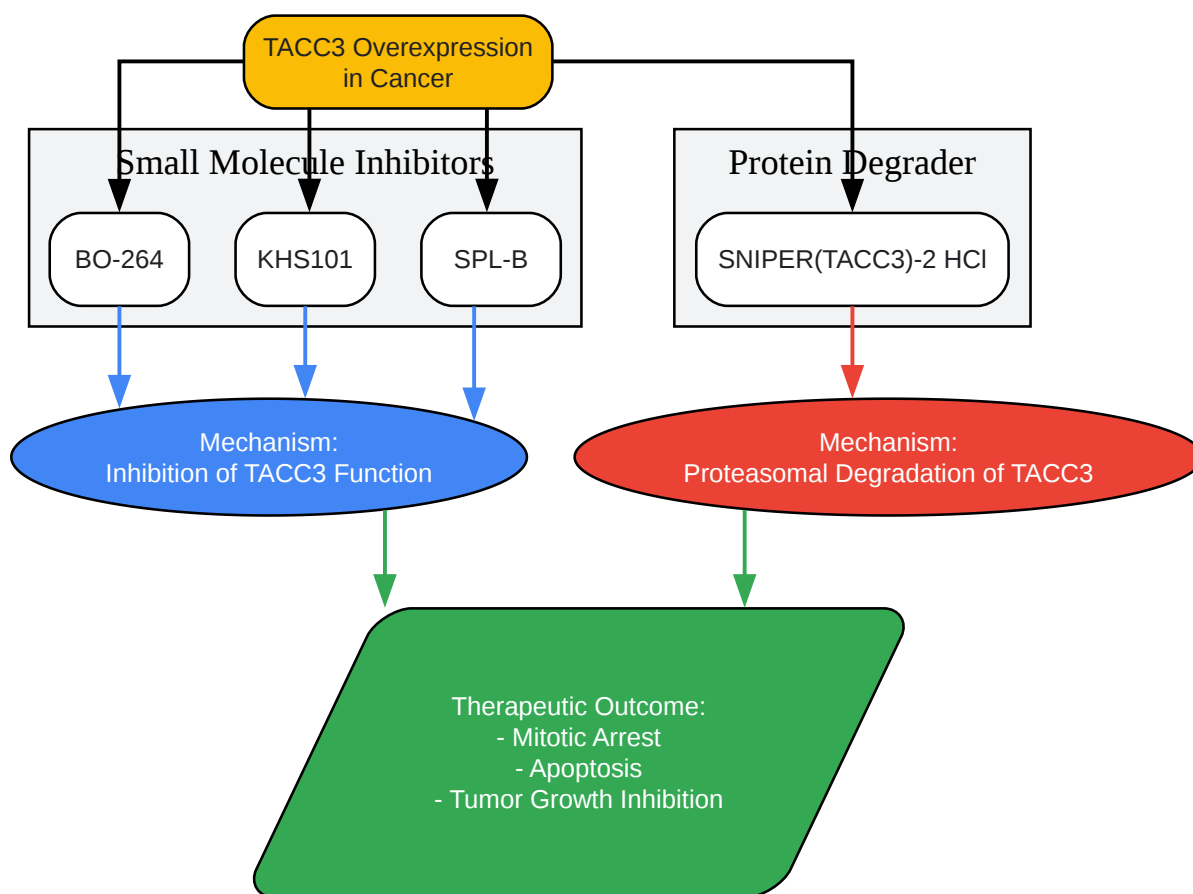 TACC3 Overexpression
in Cancer
Small Molecule Inhibitors
Protein Degrader
BO-264
KHS101
SPL-B
SNIPER(TACC3)-2 HCl
Mechanism:
Inhibition of TACC3 Function
Mechanism:
Proteasomal Degradation of TACC3
Therapeutic Outcome:
- Mitotic Arrest
- Apoptosis
- Tumor Growth Inhibition